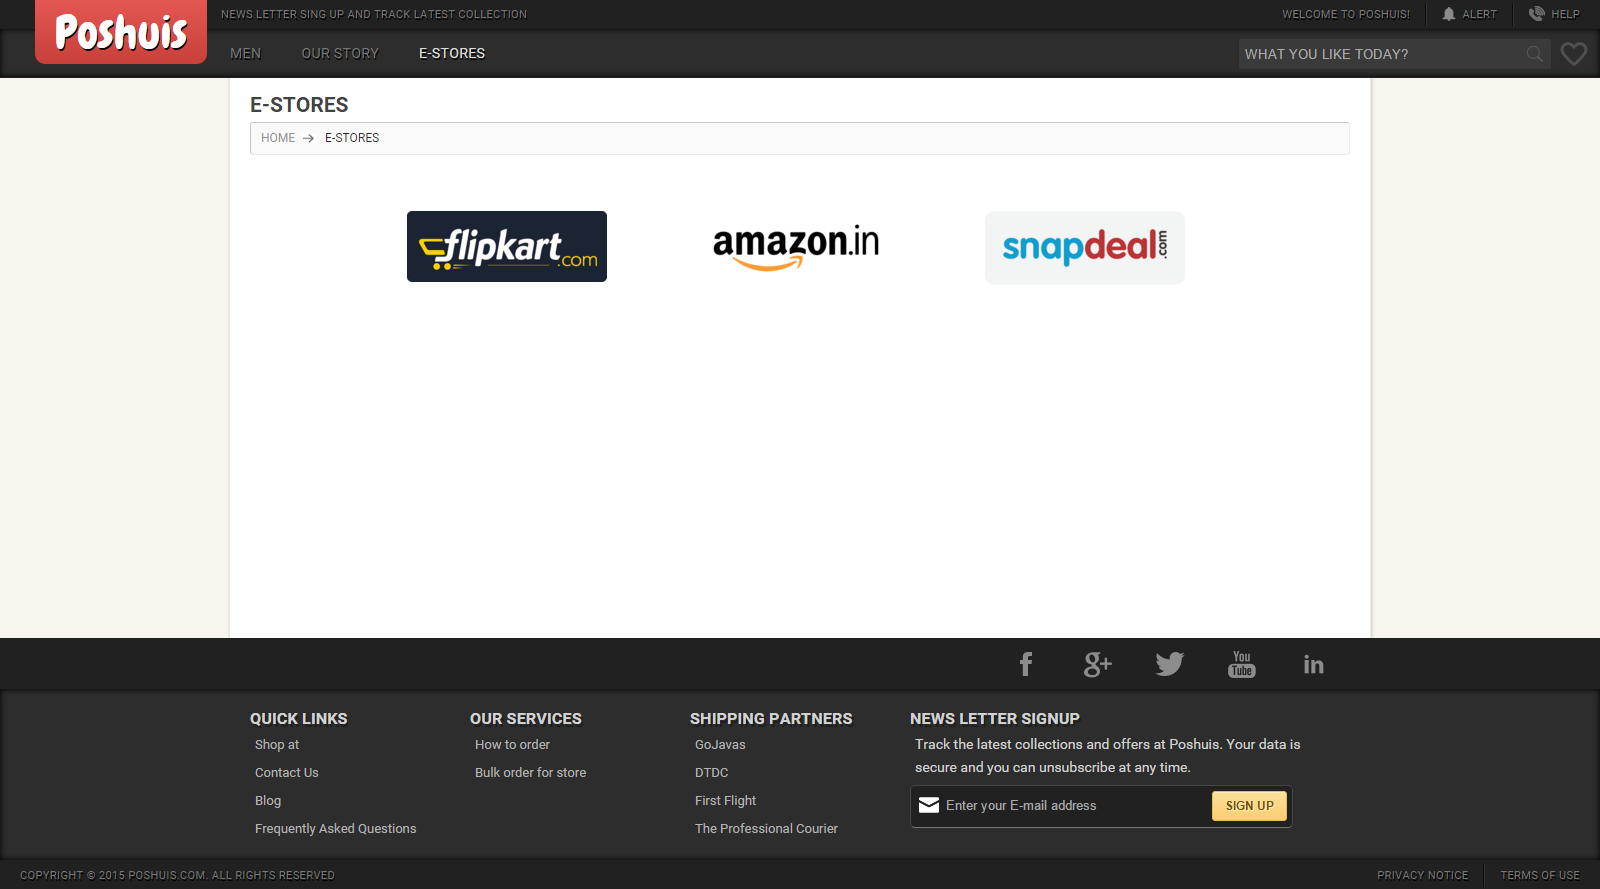 Poshuis
NEWS LETTER SING UP AND TRACK LATEST COLLECTION
WELCOME TO POSHUIS!
ALERT
HELP
MEN
OUR STORY
E-STORES
WHAT YOU LIKE TODAY?
E-STORES
HOME → E-STORES
flipkart.com
amazon.in
snapdeal.com
f
g+
You Tube
in
QUICK LINKS
Shop at
Contact Us
Blog
Frequently Asked Questions
OUR SERVICES
How to order
Bulk order for store
SHIPPING PARTNERS
GoJavas
DTDC
First Flight
The Professional Courier
NEWS LETTER SIGNUP
Track the latest collections and offers at Poshuis. Your data is
secure and you can unsubscribe at any time.
Enter your E-mail address
SIGN UP
COPYRIGHT © 2015 POSHUIS.COM. ALL RIGHTS RESERVED
PRIVACY NOTICE
TERMS OF USE